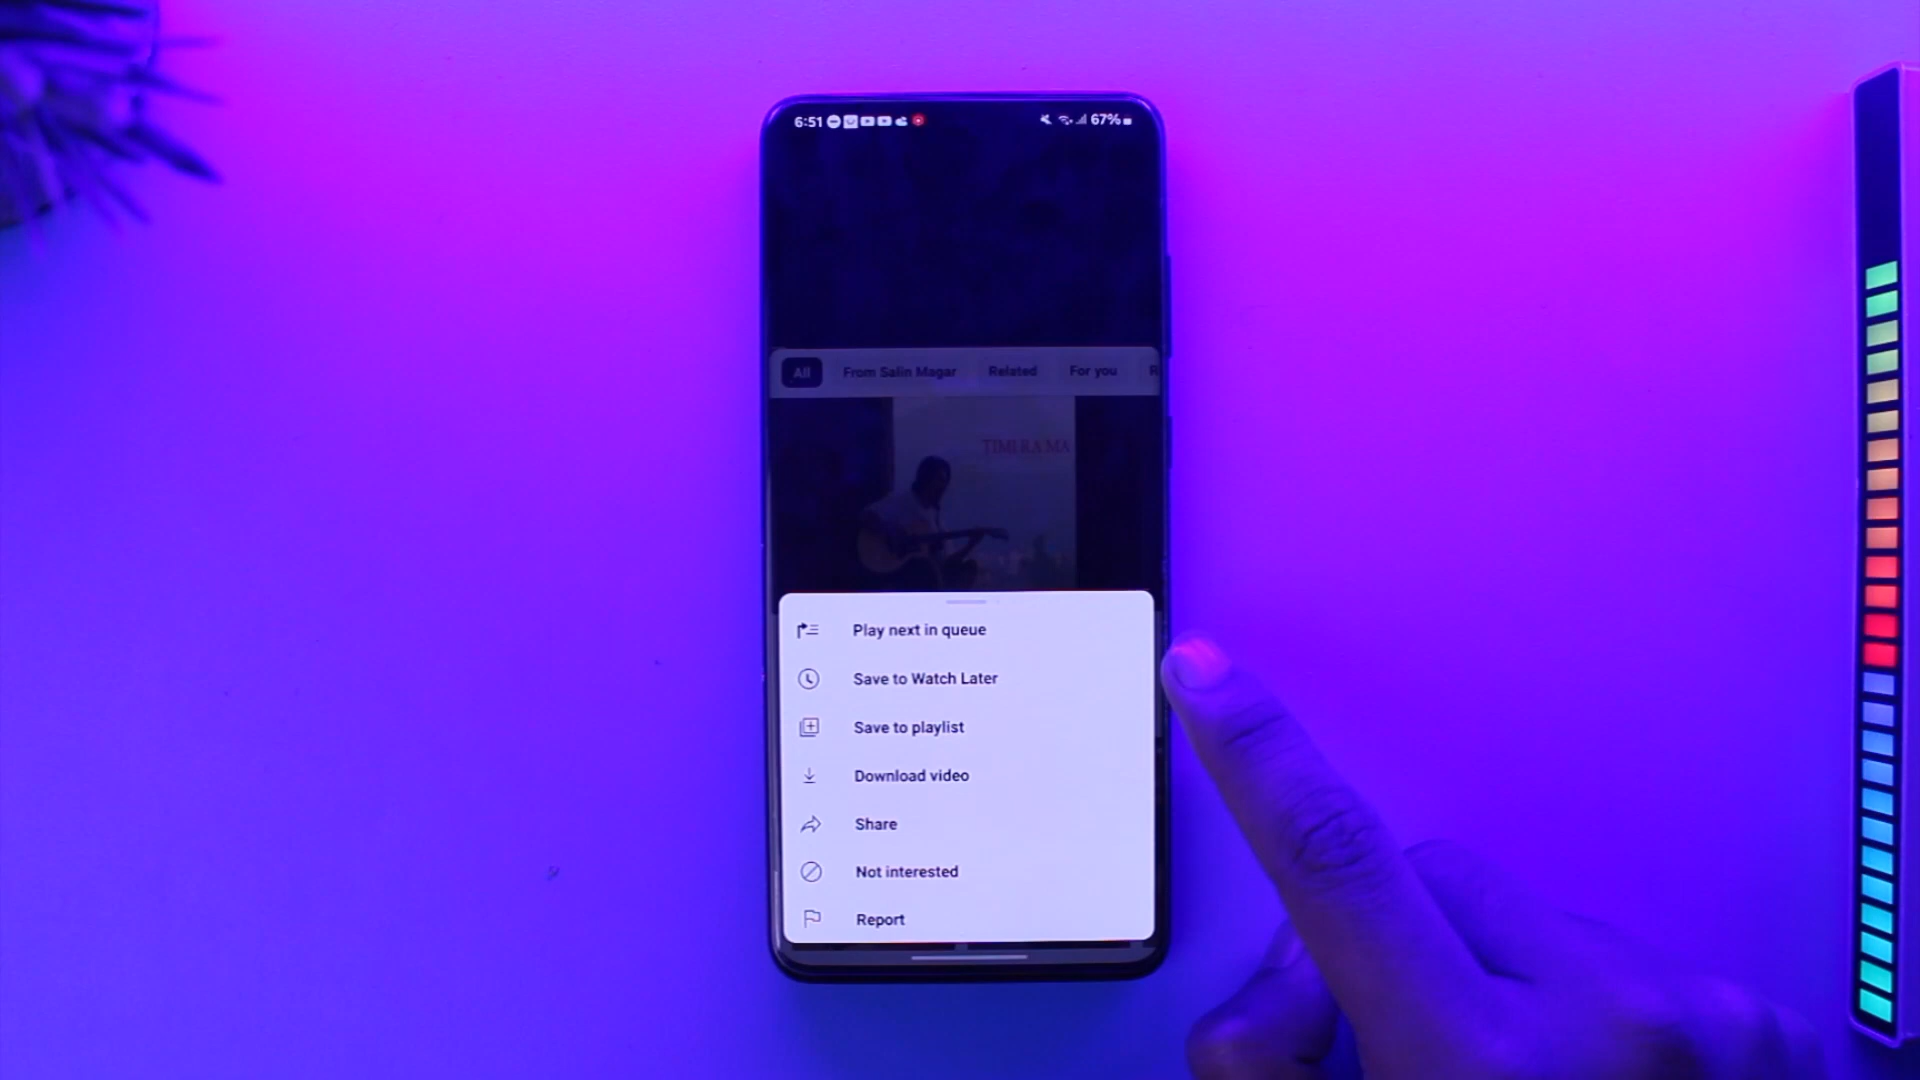 6:51 67%
All From Salin Magar Related For you R
TIMI RA MA
Play next in queue
Save to Watch Later
Save to playlist
Download video
Share
Not interested
Report